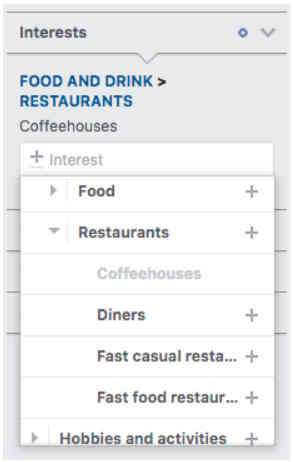 Interests
FOOD AND DRINK >
RESTAURANTS
Coffeehouses
+ Interest
Food +
Restaurants +
Coffeehouses
Diners +
Fast casual resta... +
Fast food restaur... +
Hobbies and activities +